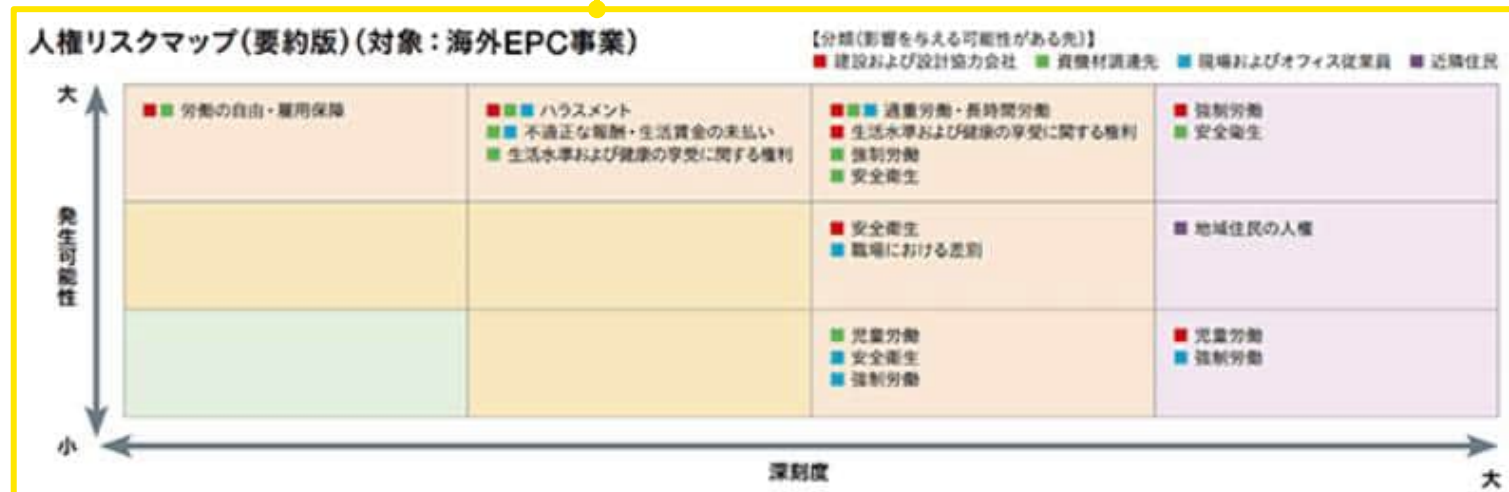 人権リスクマップ(要約版)(対象:海外EPC事業)
【分類(影響を与える可能性がある先)】
■ 建設および設計協力会社 ■ 資機材調達先 ■ 現場およびオフィス従業員 ■ 近隣住民
大
■■ 労働の自由・雇用保障
■■■ ハラスメント
■■ 不適正な報酬・生活賃金の未払い
■ 生活水準および健康の享受に関する権利
■■■ 過重労働・長時間労働
■ 生活水準および健康の享受に関する権利
■ 強制労働
■ 安全衛生
■ 強制労働
■ 安全衛生
発生可能性
■ 安全衛生
■ 職場における差別
■ 地域住民の人権
■ 児童労働
■ 安全衛生
■ 強制労働
■ 児童労働
■ 強制労働
小
深刻度
大